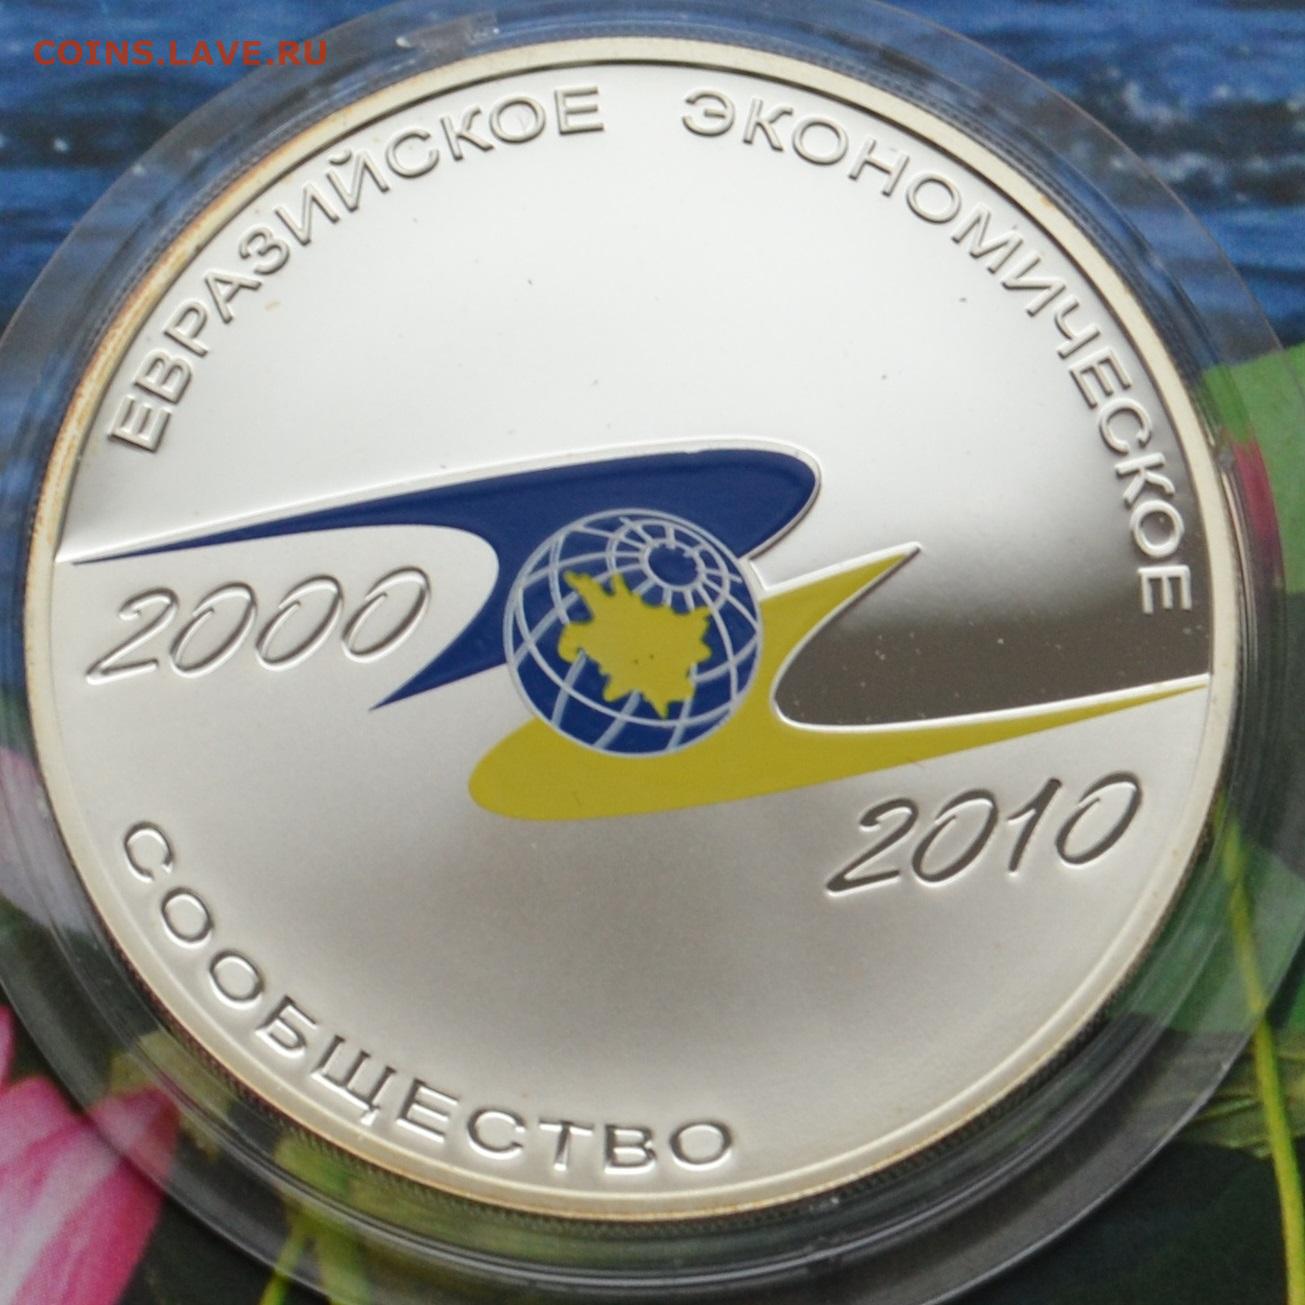 COINS.LAVE.RU
ЕВРАЗИЙСКОЕ ЭКОНОМИЧЕСКОЕ
2000
2010
СООБЩЕСТВО